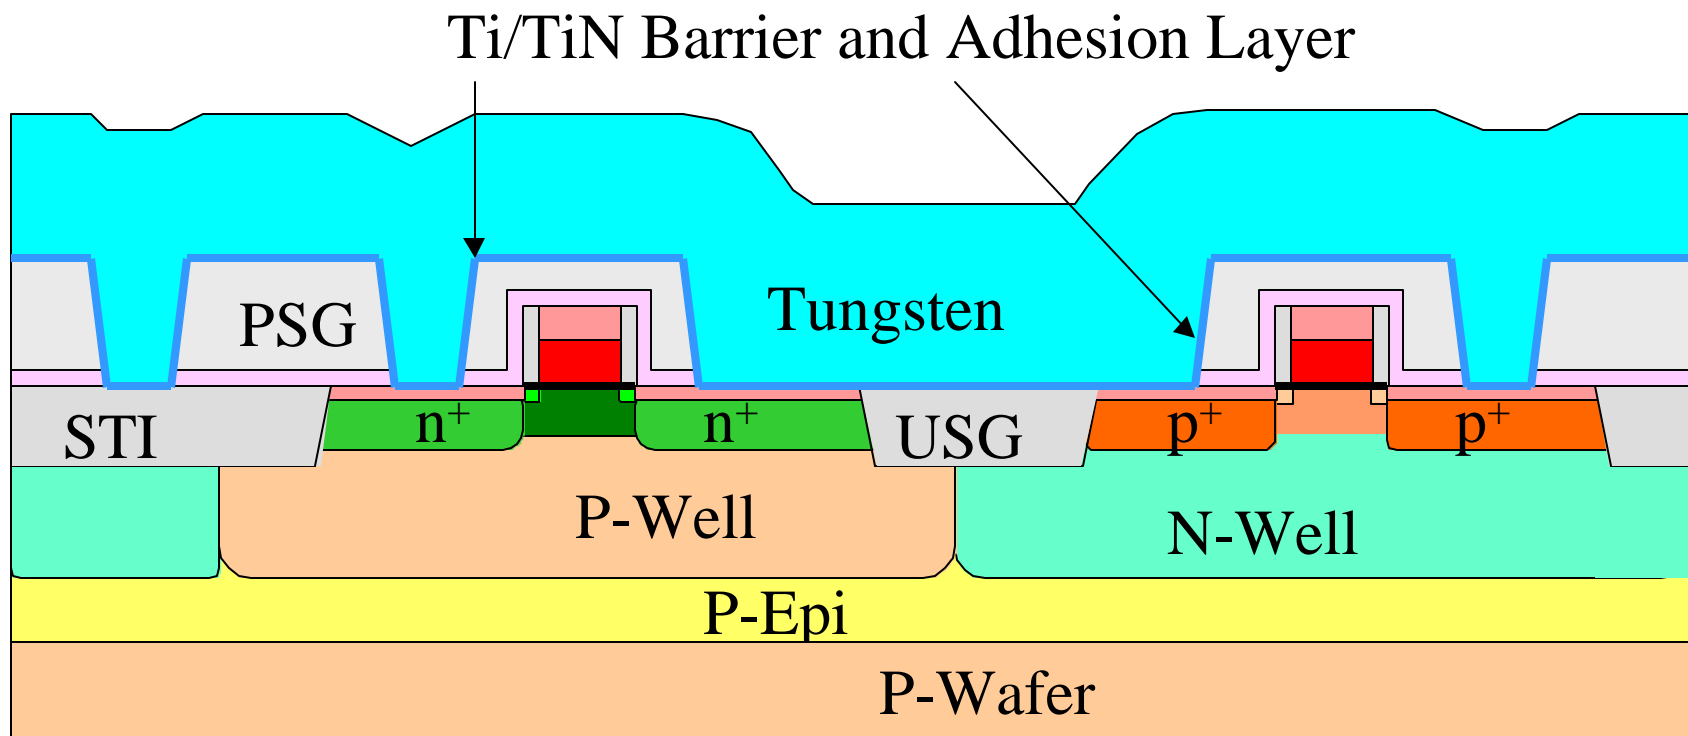 Ti/TiN Barrier and Adhesion Layer
PSG
Tungsten
STI
n⁺
n⁺
USG
p⁺
p⁺
P-Well
N-Well
P-Epi
P-Wafer